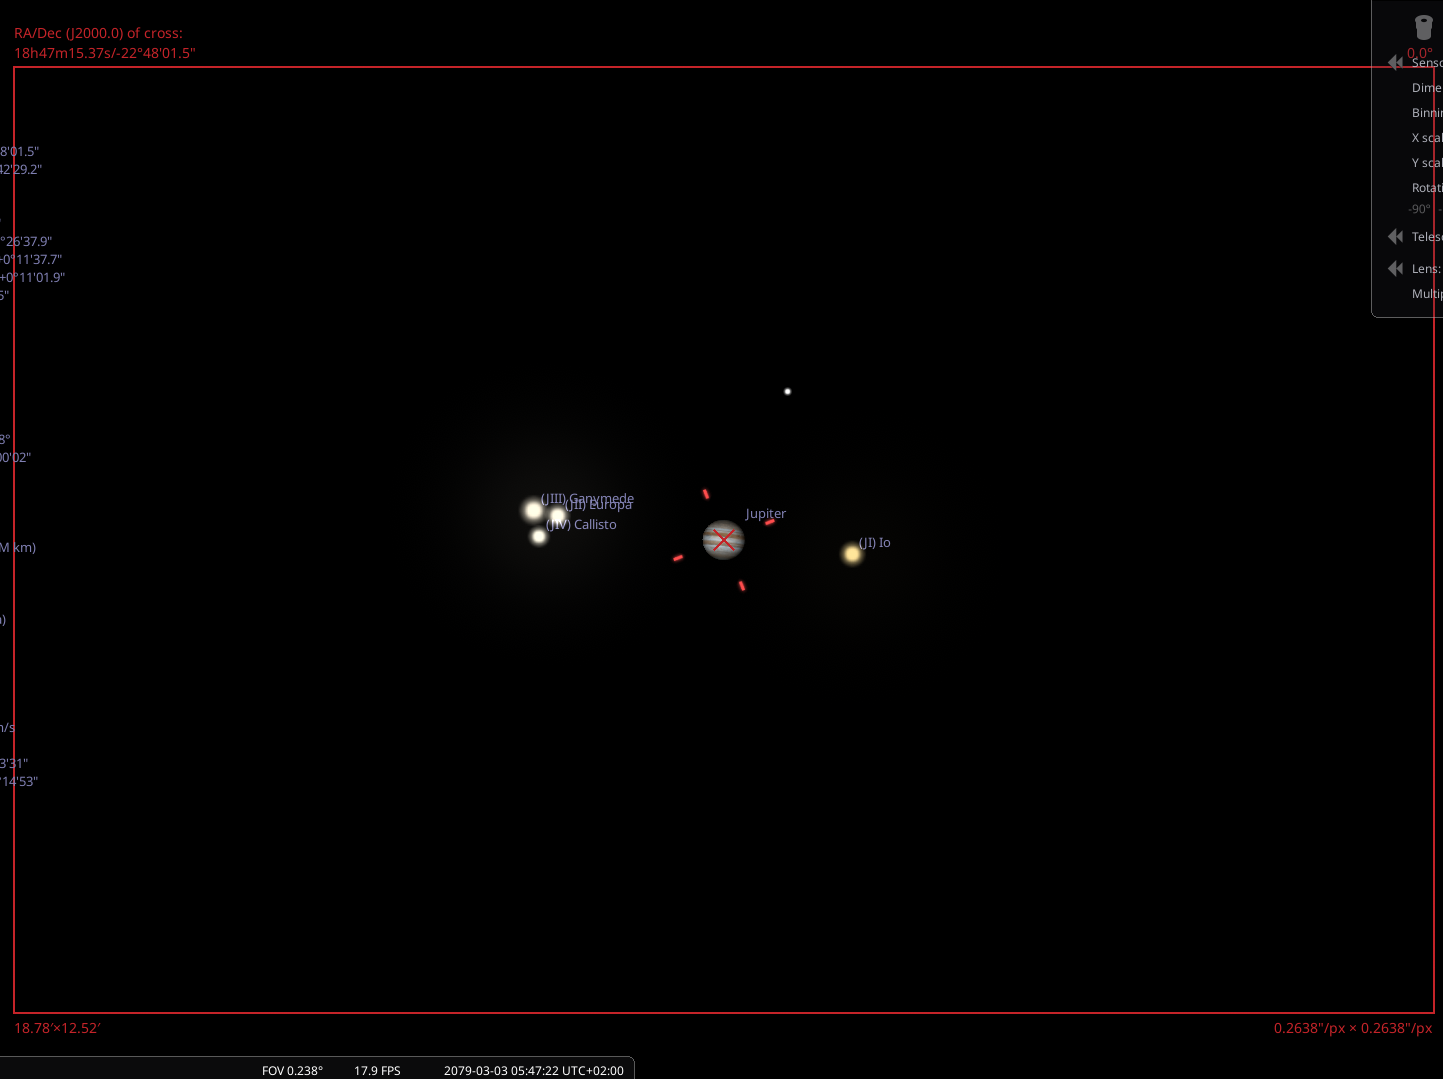 RA/Dec (J2000.0) of cross:
18h47m15.37s/-22°48'01.5"
0.0°
Senso
Dime
Binnin
X scal
Y scal
Rotati
-90° -
Telesc
Lens:
Multip
8'01.5"
42'29.2"
°26'37.9"
+0°11'37.7"
+0°11'01.9"
6"
8°
00'02"
M km)
)
m/s
3'31"
°14'53"
(JIII) Ganymede
(JII) Europa
(JIV) Callisto
Jupiter
(JI) Io
18.78′×12.52′
0.2638"/px × 0.2638"/px
FOV 0.238°
17.9 FPS
2079-03-03 05:47:22 UTC+02:00